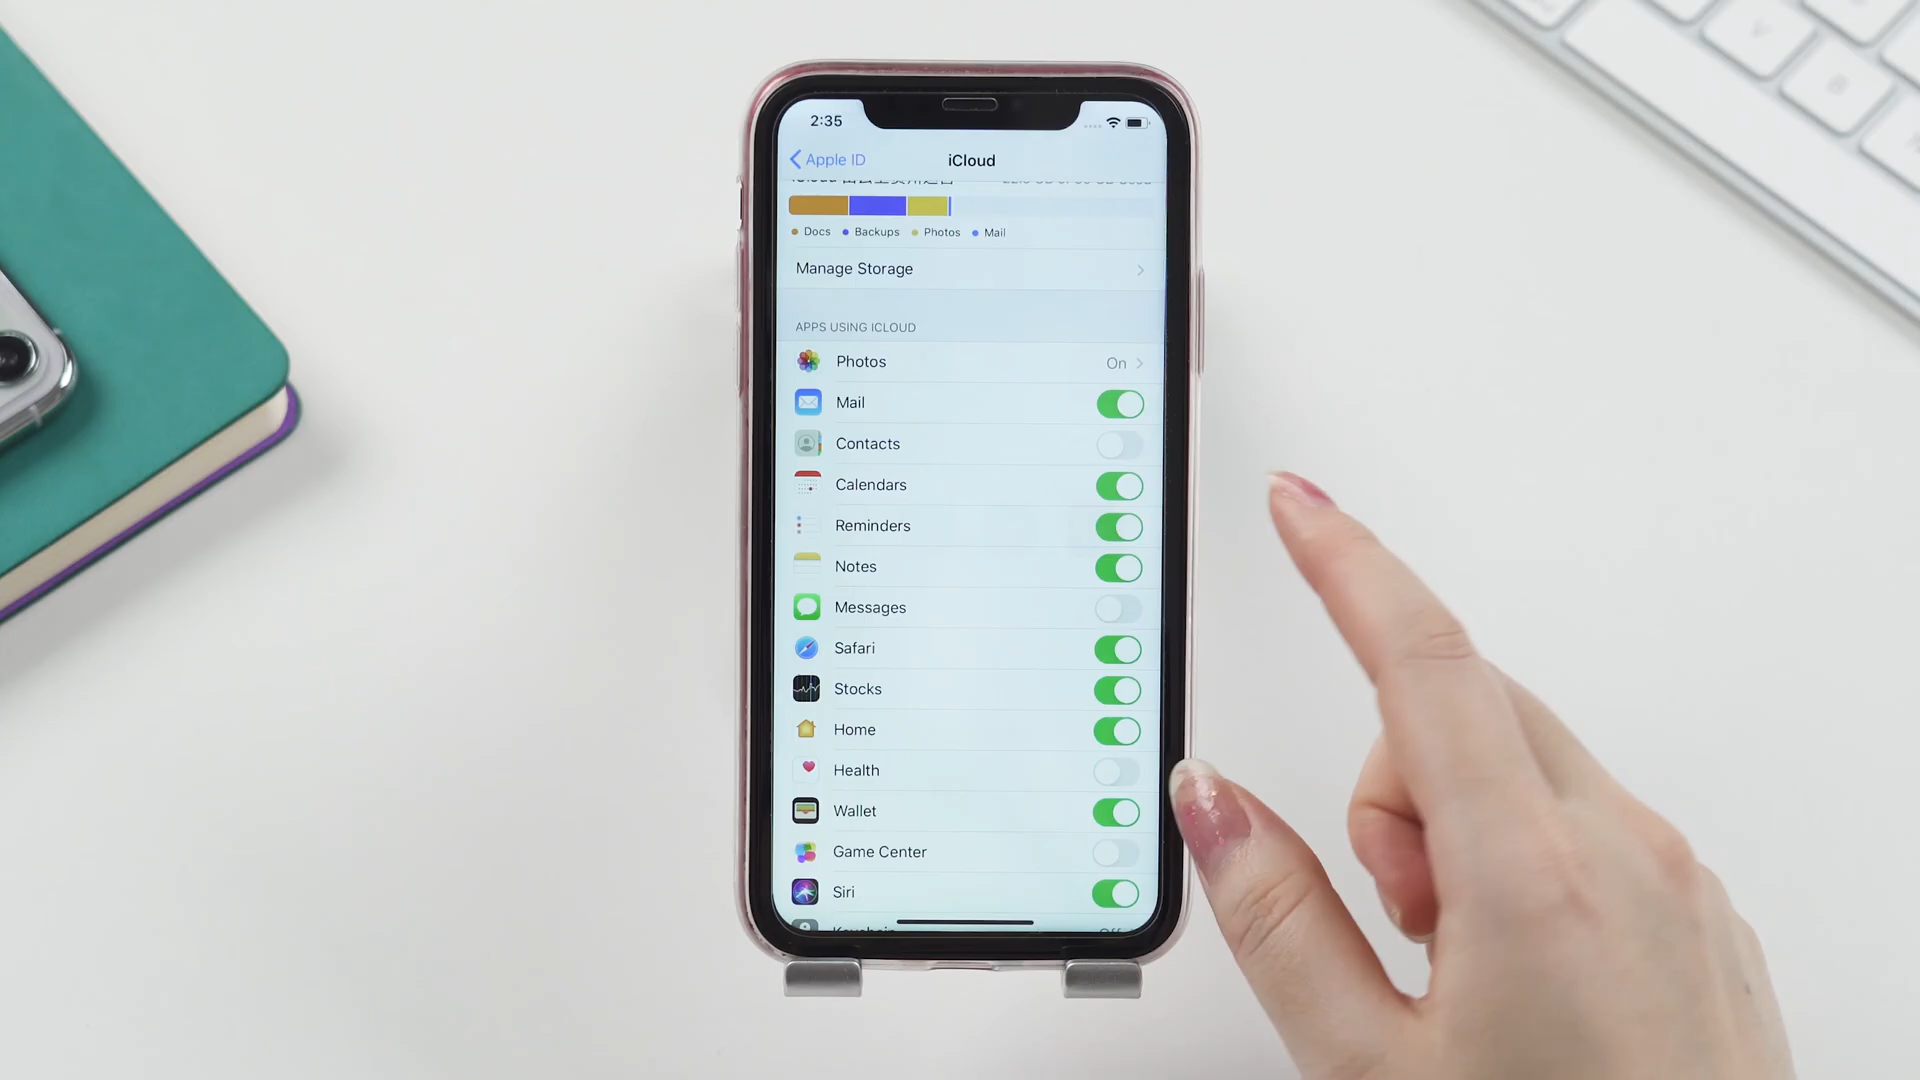 2:35
Apple ID
iCloud
Docs Backups Photos Mail
Manage Storage
APPS USING ICLOUD
Photos On
Mail
Contacts
Calendars
Reminders
Notes
Messages
Safari
Stocks
Home
Health
Wallet
Game Center
Siri
V
B